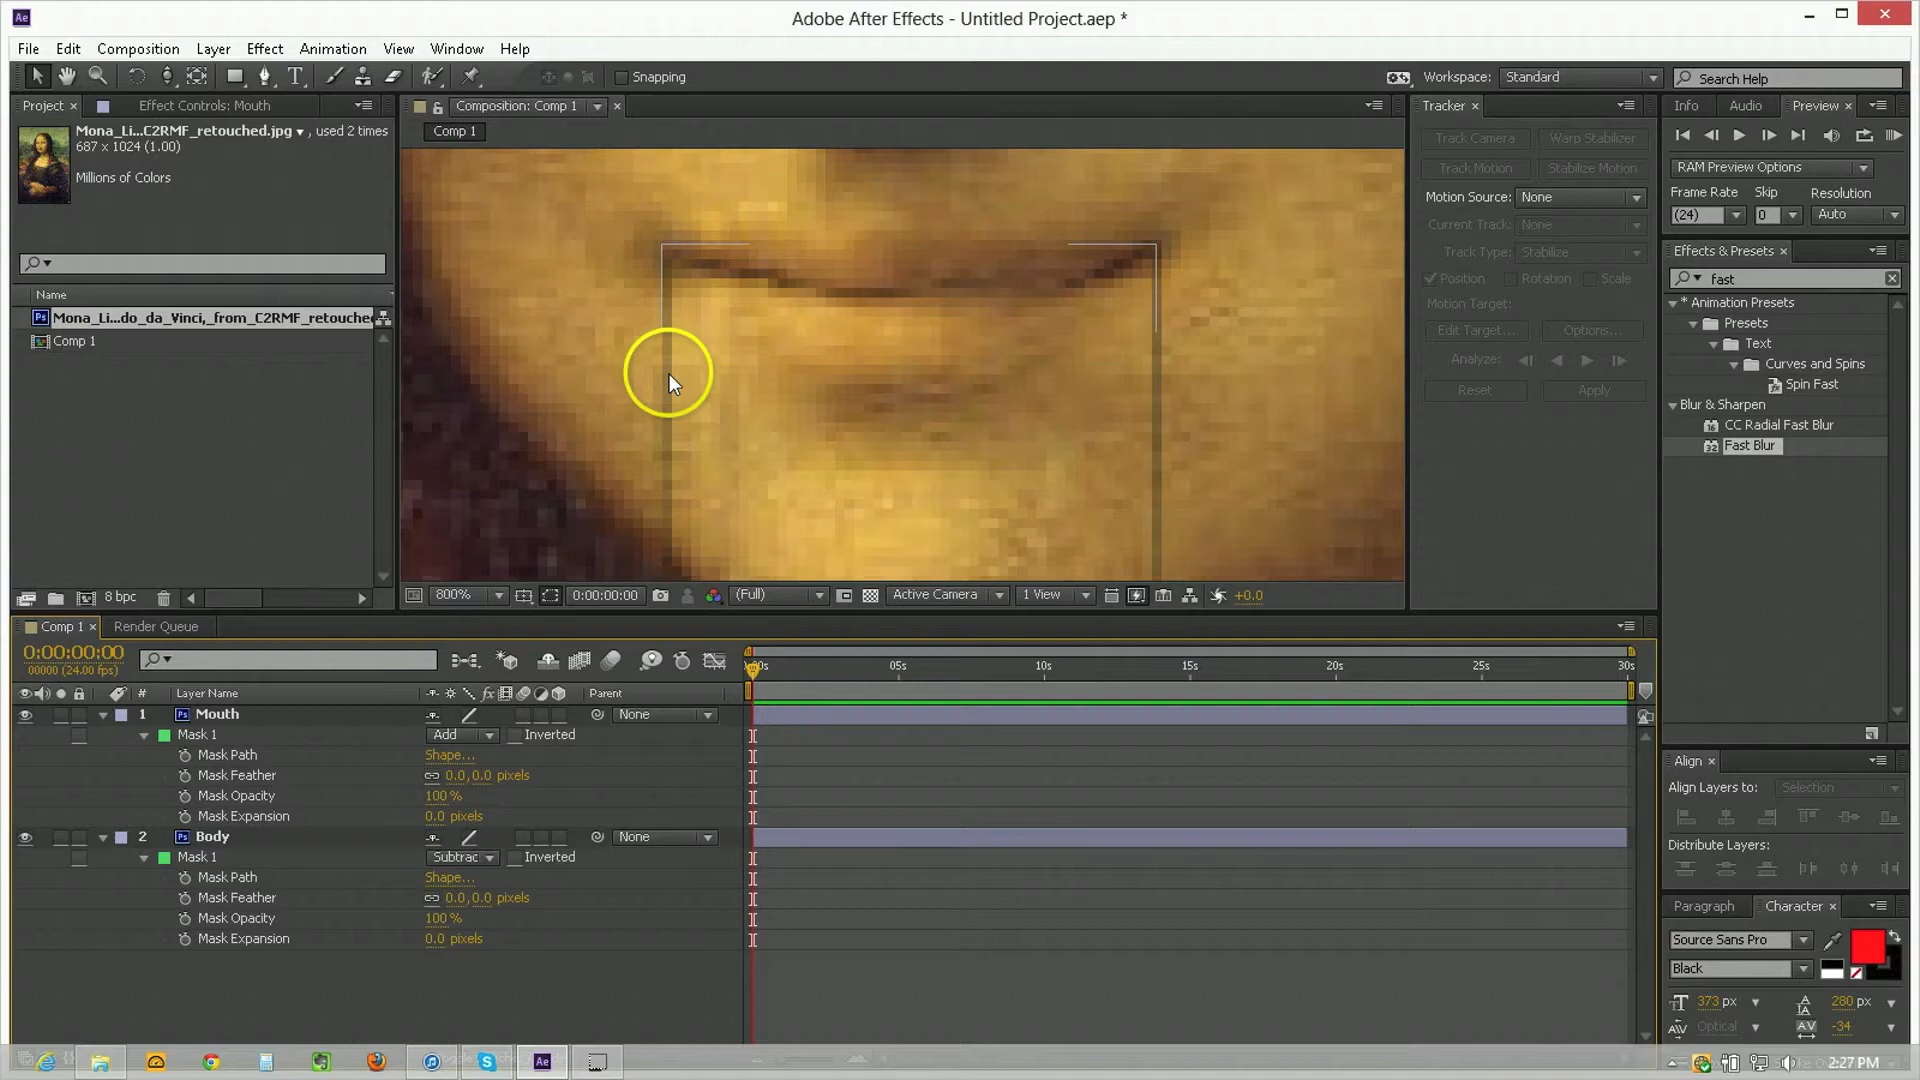 Ae
Adobe After Effects - Untitled Project.aep *
File Edit Composition Layer Effect Animation View Window Help
Snapping
Workspace: Standard
Search Help
Project × Effect Controls: Mouth
Composition: Comp 1 ×
Tracker ×
Info Audio Preview ×
Mona_Li...C2RMF_retouched.jpg , used 2 times
687 x 1024 (1.00)
Millions of Colors
Comp 1
Track Camera Warp Stabilizer
Track Motion Stabilize Motion
Motion Source: None
Current Track: None
Track Type: Stabilize
Position Rotation Scale
Motion Target:
Edit Target... Options...
Analyze:
Reset Apply
RAM Preview Options
Frame Rate Skip Resolution
(24) 0 Auto
Effects & Presets ×
fast
* Animation Presets
Presets
Text
Curves and Spins
Spin Fast
Blur & Sharpen
CC Radial Fast Blur
Fast Blur
Name
Mona_Li...do_da_Vinci,_from_C2RMF_retouche
Comp 1
8 bpc
800% 0:00:00:00 (Full) Active Camera 1 View +0.0
Comp 1 × Render Queue
0:00:00:00
00000 (24.00 fps)
05s 10s 15s 20s 25s 30s
# Layer Name Parent
1 Mouth None
Mask 1 Add Inverted
Mask Path Shape...
Mask Feather 0.0,0.0 pixels
Mask Opacity 100 %
Mask Expansion 0.0 pixels
2 Body None
Mask 1 Subtrac Inverted
Mask Path Shape...
Mask Feather 0.0,0.0 pixels
Mask Opacity 100 %
Mask Expansion 0.0 pixels
Align ×
Align Layers to: Selection
Distribute Layers:
Paragraph Character ×
Source Sans Pro
Black
373 px 280 px
Optical -34
2:27 PM